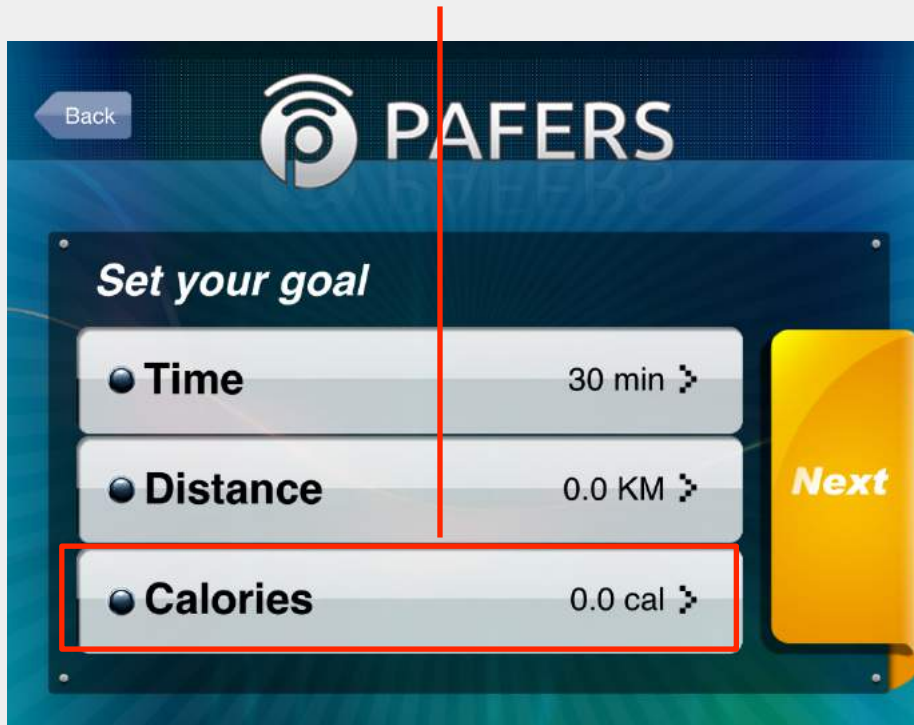 Back
PAFERS
Set your goal
Time 30 min
Distance 0.0 KM
Next
Calories 0.0 cal